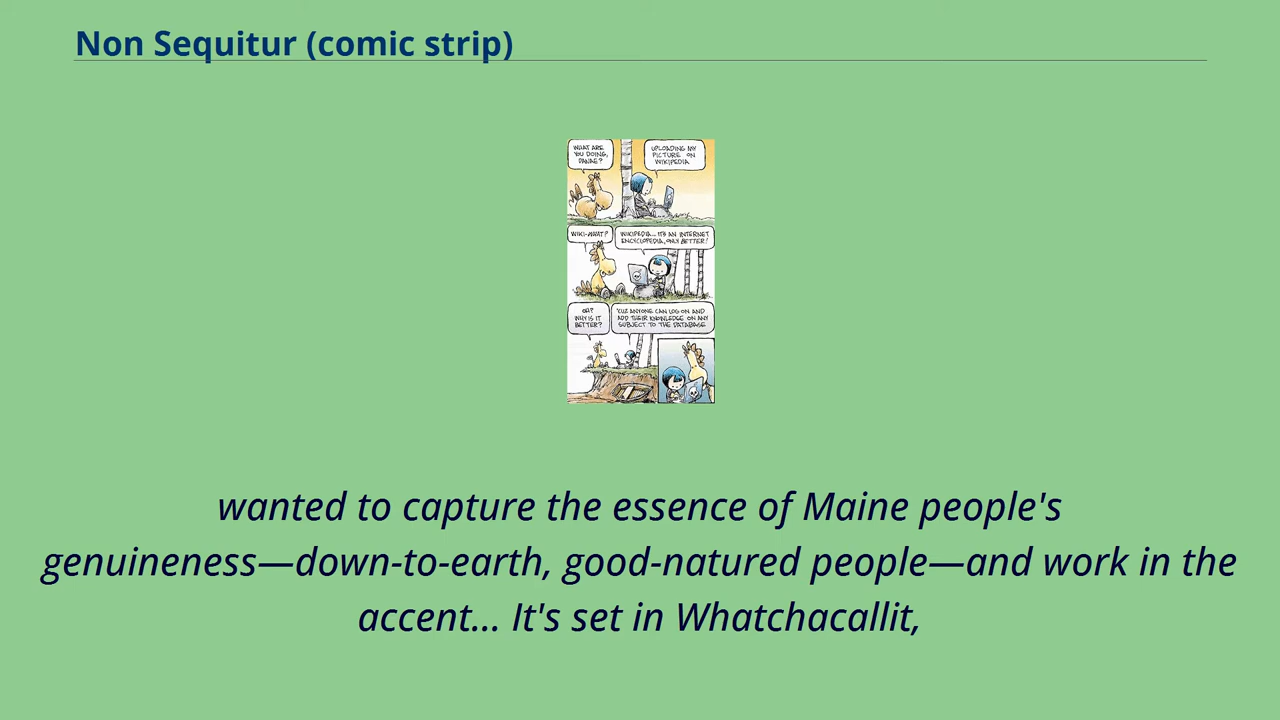 Non Sequitur (comic strip)
WHAT ARE
YOU DOING,
DANAE?
UPLOADING MY
PICTURE ON
WIKIPEDIA
WIKI-WHAT?
WIKIPEDIA... IT'S AN INTERNET
ENCYCLOPEDIA, ONLY BETTER!
OH?
WHY IS IT
BETTER?
'CUZ ANYONE CAN LOG ON AND
ADD THEIR KNOWLEDGE ON ANY
SUBJECT TO THE DATABASE
wanted to capture the essence of Maine people's
genuineness—down-to-earth, good-natured people—and work in the
accent... It's set in Whatchacallit,